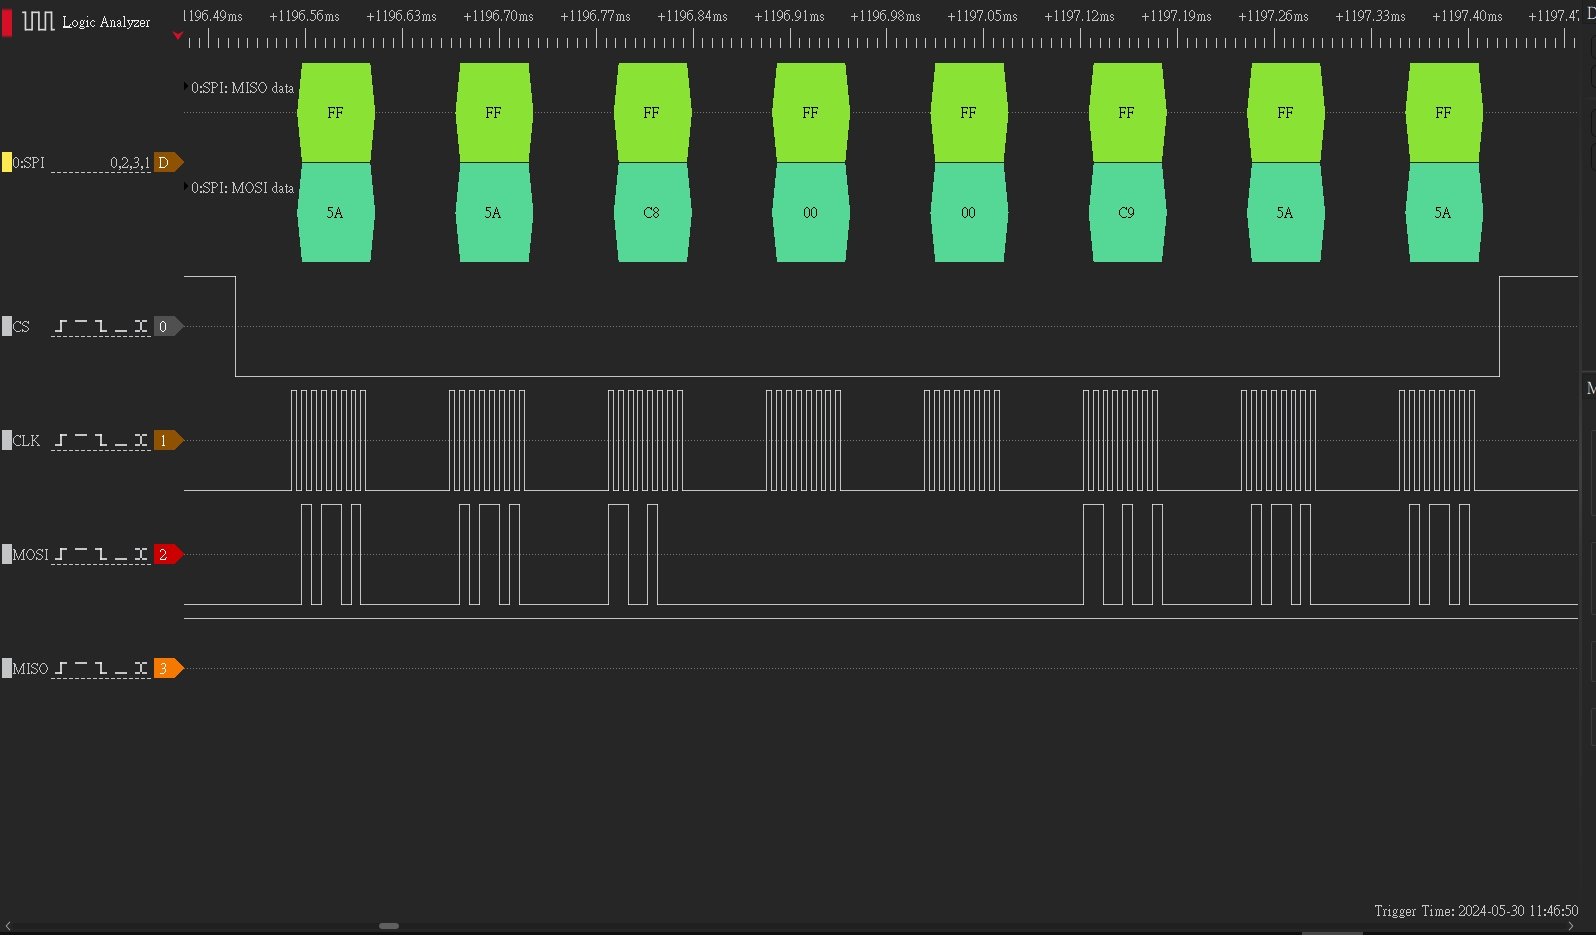 Logic Analyzer
1196.49ms +1196.56ms +1196.63ms +1196.70ms +1196.77ms +1196.84ms +1196.91ms +1196.98ms +1197.05ms +1197.12ms +1197.19ms +1197.26ms +1197.33ms +1197.40ms +1197.47
0:SPI: MISO data
FF FF FF FF FF FF FF FF
0:SPI 0,2,3,1 D
0:SPI: MOSI data
5A 5A C8 00 00 C9 5A 5A
CS 0
CLK 1
MOSI 2
MISO 3
Trigger Time: 2024-05-30 11:46:50